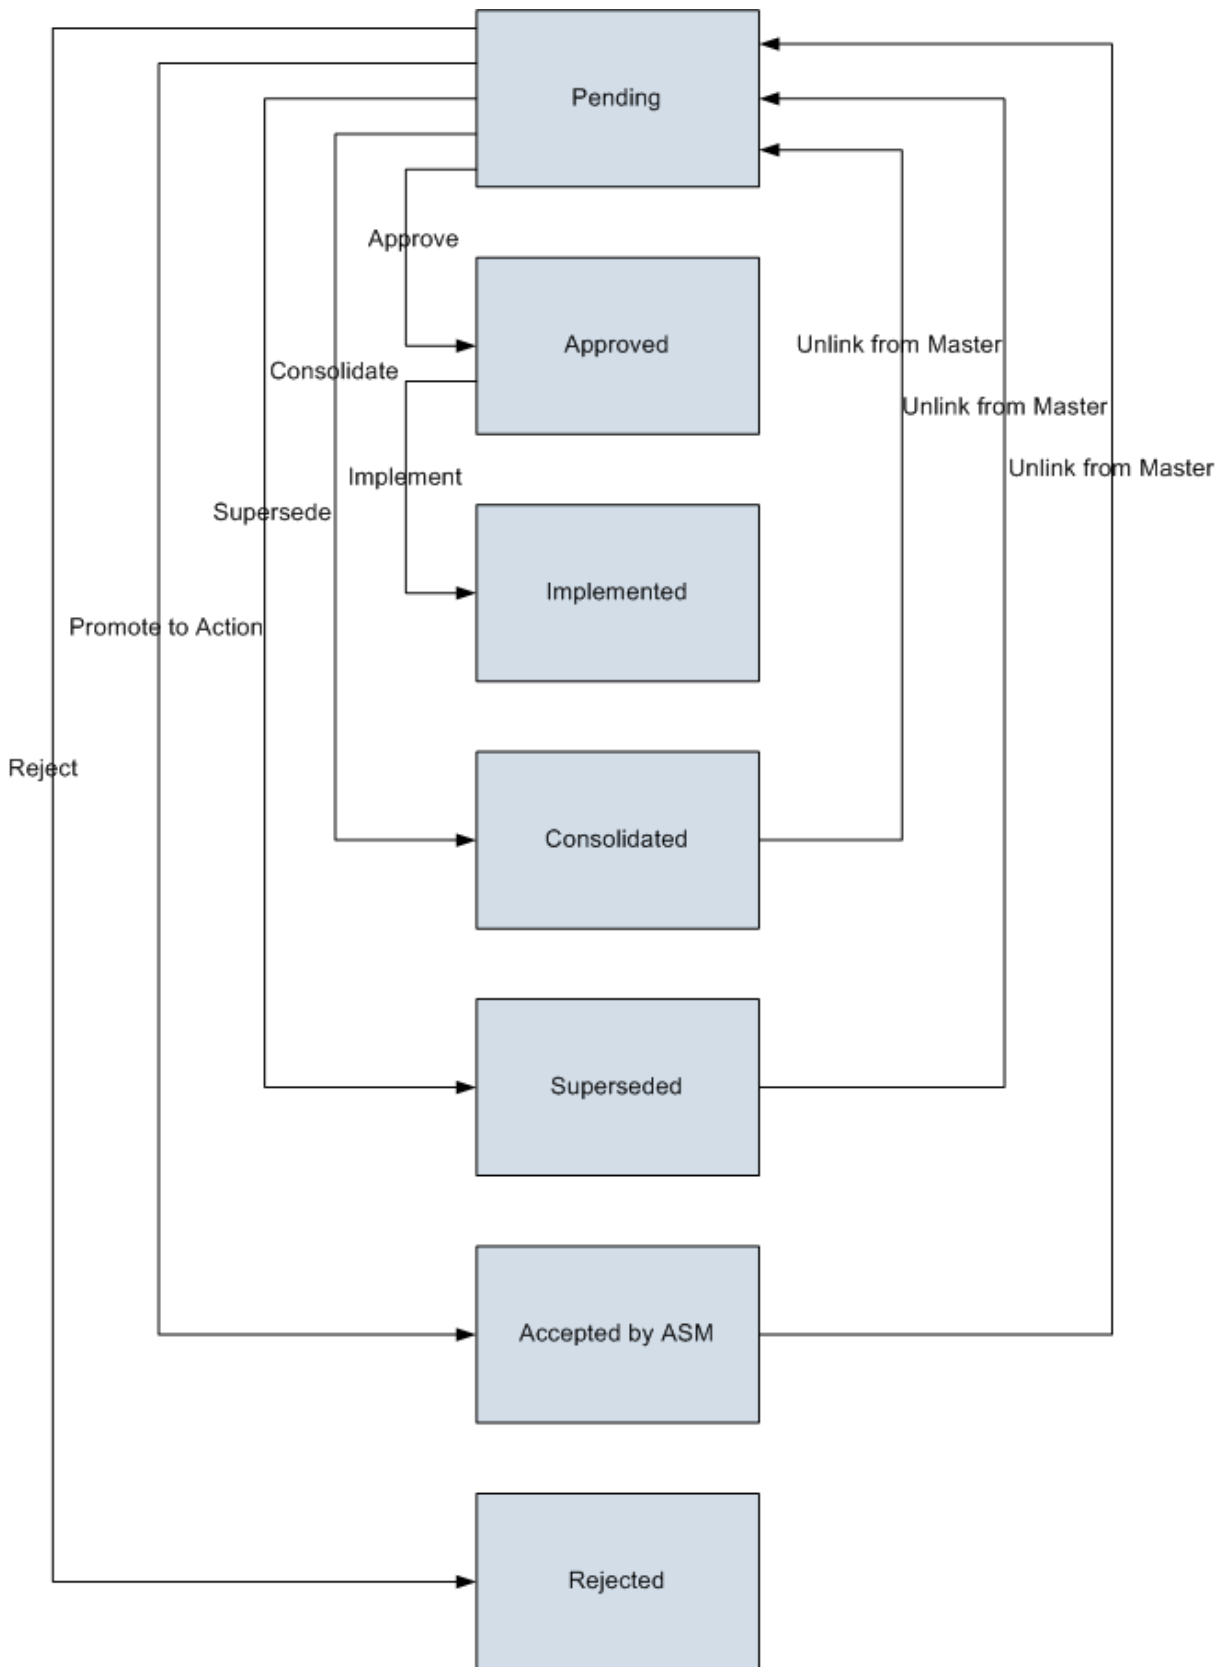 Pending
Approve
Approved
Unlink from Master
Consolidate
Unlink from Master
Unlink from Master
Implement
Supersede
Implemented
Promote to Action
Reject
Consolidated
Superseded
Accepted by ASM
Rejected